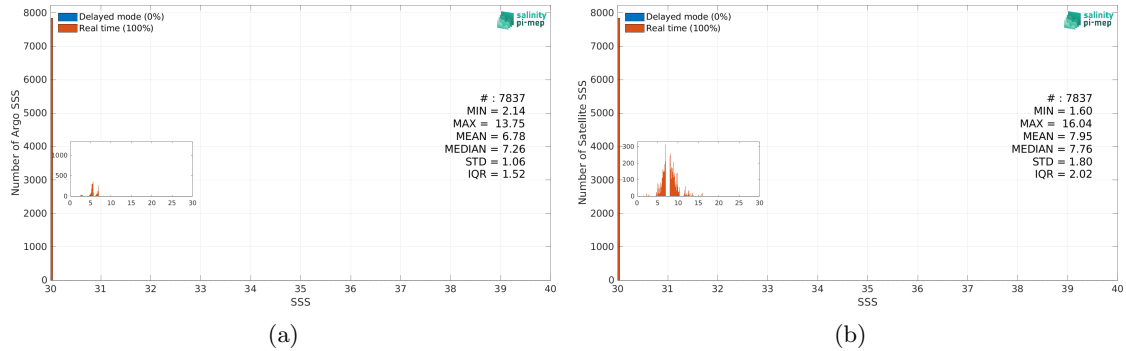 Delayed mode (0%)
Real time (100%)
salinity
pi-mep
Number of Argo SSS
8000
7000
6000
5000
4000
3000
2000
1000
0
# : 7837
MIN = 2.14
MAX = 13.75
MEAN = 6.78
MEDIAN = 7.26
STD = 1.06
IQR = 1.52
1000
500
0
0 5 10 15 20 25 30
30 31 32 33 34 35 36 37 38 39 40
SSS
(a)
Delayed mode (0%)
Real time (100%)
salinity
pi-mep
Number of Satellite SSS
8000
7000
6000
5000
4000
3000
2000
1000
0
# : 7837
MIN = 1.60
MAX = 16.04
MEAN = 7.95
MEDIAN = 7.76
STD = 1.80
IQR = 2.02
300
200
100
0
0 5 10 15 20 25 30
30 31 32 33 34 35 36 37 38 39 40
SSS
(b)